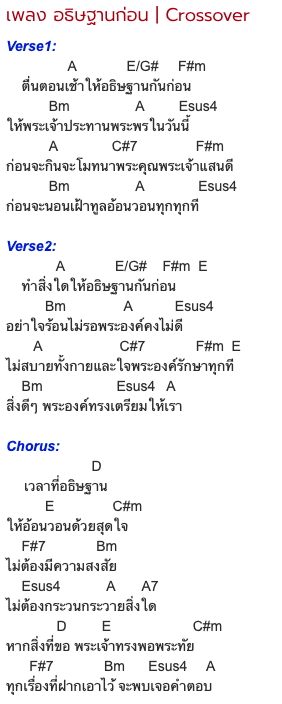 เพลง อธิษฐานก่อน | Crossover
Verse1:
A E/G# F#m
ตื่นตอนเช้าให้อธิษฐานกันก่อน
Bm A Esus4
ให้พระเจ้าประทานพระพรในวันนี้
A C#7 F#m
ก่อนจะกินจะโมทนาพระคุณพระเจ้าแสนดี
Bm A Esus4
ก่อนจะนอนเฝ้าทูลอ้อนวอนทุกทุกที
Verse2:
A E/G# F#m E
ทำสิ่งใดให้อธิษฐานกันก่อน
Bm A Esus4
อย่าใจร้อนไม่รอพระองค์คงไม่ดี
A C#7 F#m E
ไม่สบายทั้งกายและใจพระองค์รักษาทุกที
Bm Esus4 A
สิ่งดีๆ พระองค์ทรงเตรียมให้เรา
Chorus:
D
เวลาที่อธิษฐาน
E C#m
ให้อ้อนวอนด้วยสุดใจ
F#7 Bm
ไม่ต้องมีความสงสัย
Esus4 A A7
ไม่ต้องกระวนกระวายสิ่งใด
D E C#m
หากสิ่งที่ขอ พระเจ้าทรงพอพระทัย
F#7 Bm Esus4 A
ทุกเรื่องที่ฝากเอาไว้ จะพบเจอคำตอบ